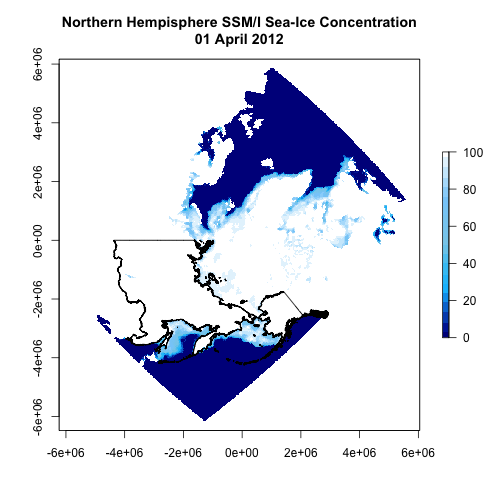 Northern Hempisphere SSM/I Sea-Ice Concentration
01 April 2012
6e+06
4e+06
2e+06
0e+00
-2e+06
-4e+06
-6e+06
-6e+06 -4e+06 -2e+06 0e+00 2e+06 4e+06 6e+06
100
80
60
40
20
0